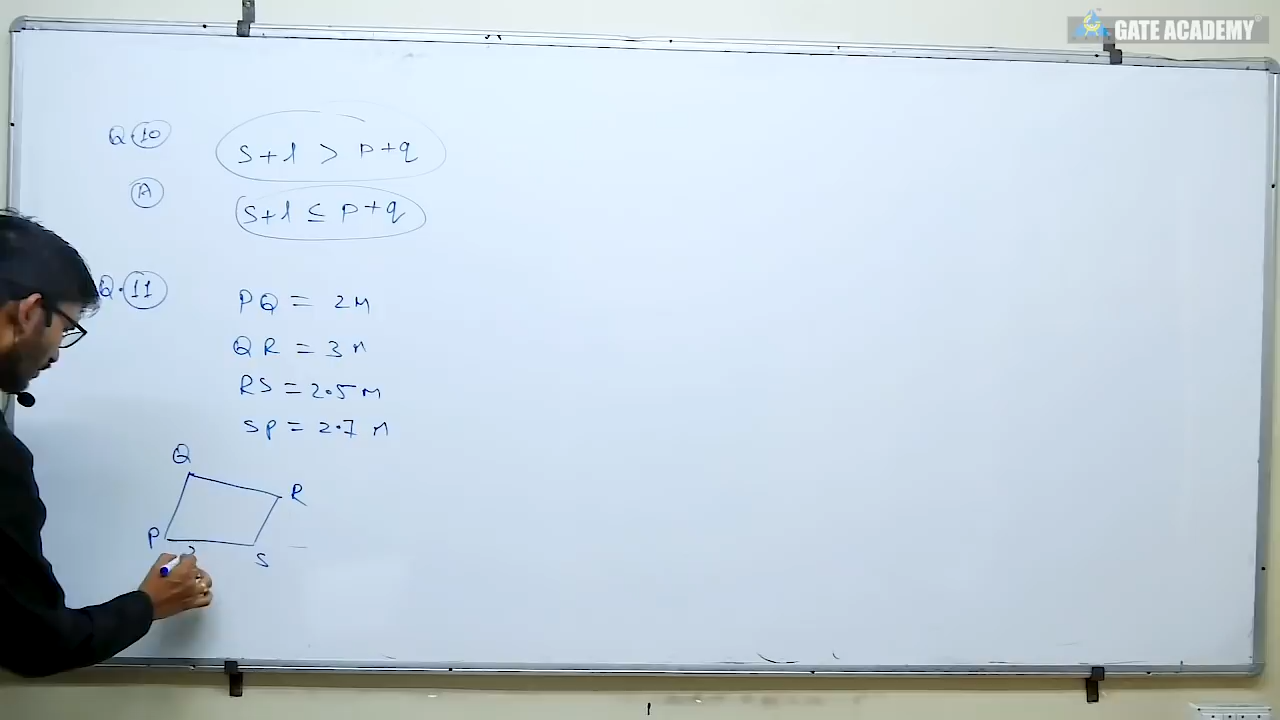 GATE ACADEMY
Q.10
s+l > p+q
A
s+l ≤ p+q
Q.11
PQ = 2M
QR = 3M
RS = 2.5M
SP = 2.7M
Q
R
P
S